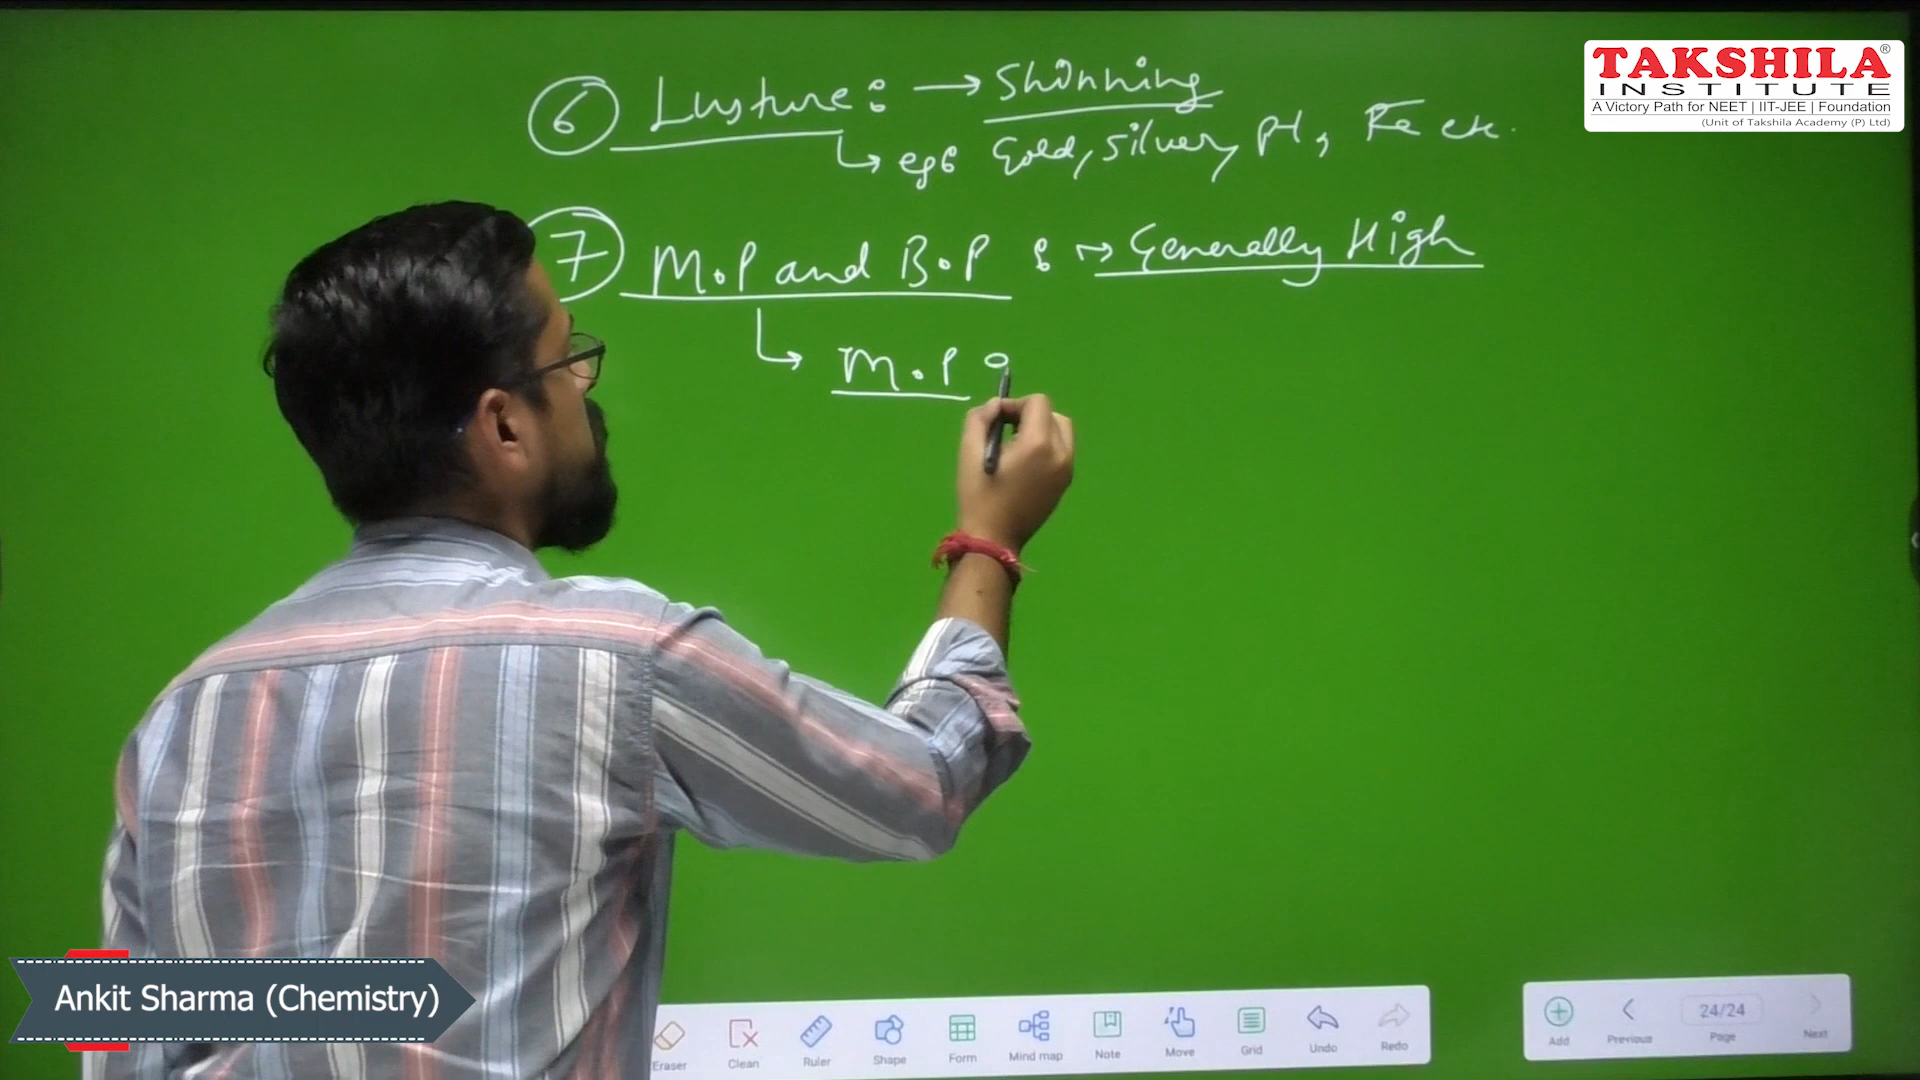 TAKSHILA®
INSTITUTE
A Victory Path for NEET | IIT-JEE | Foundation
(Unit of Takshila Academy (P) Ltd)
6 Lusture : → Shinning
↳ eg: Gold, Silver, Pt, Fe etc.
7 M.P and B.P : → Generally High
↳ M.P
Ankit Sharma (Chemistry)
Eraser Clean Ruler Shape Form Mind map Note Move Grid Undo Redo
Add Previous 24/24 Page Next